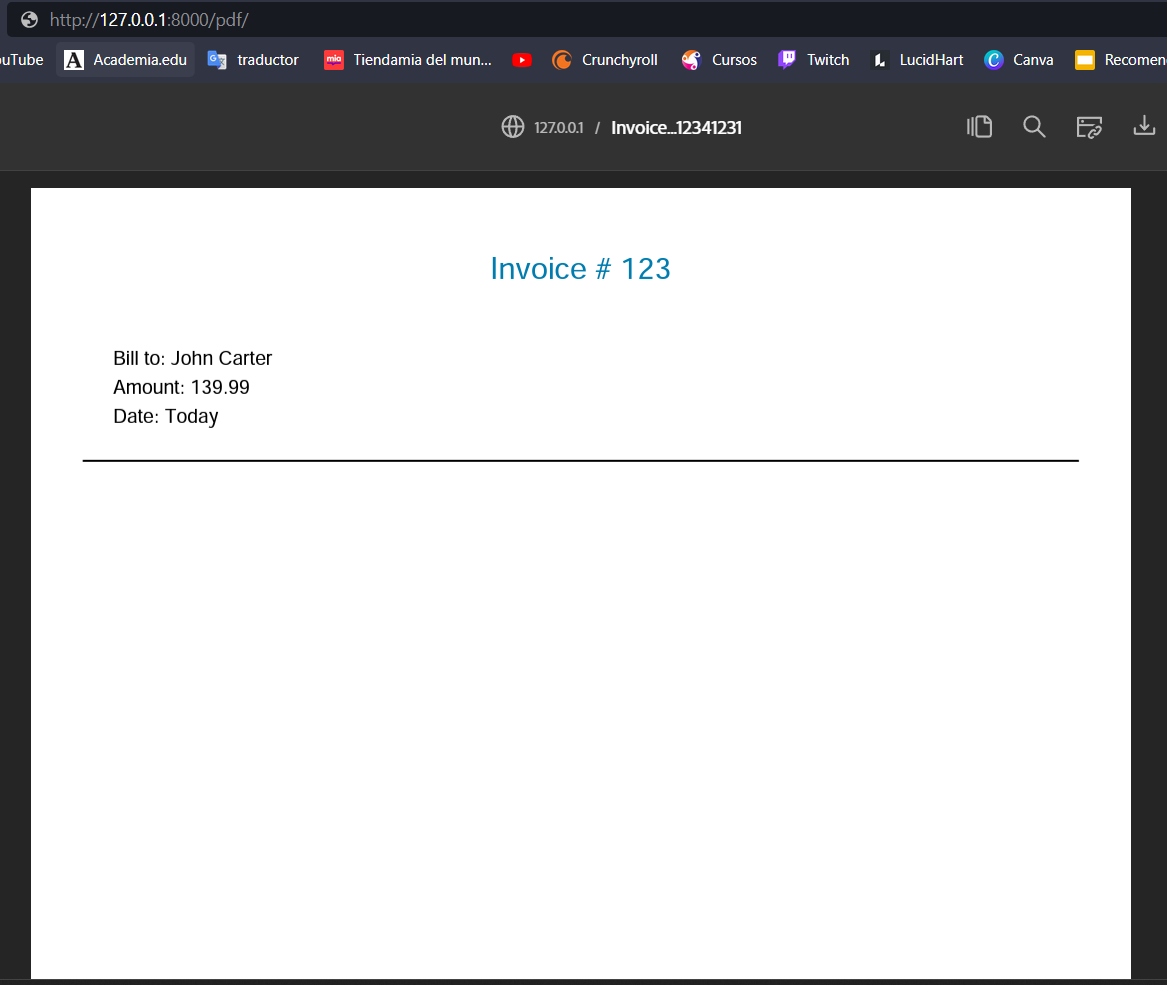 http://127.0.0.1:8000/pdf/
ouTube Academia.edu traductor mia Tiendamia del mun... Crunchyroll Cursos Twitch LucidHart Canva Recomen
127.0.0.1 / Invoice...12341231
Invoice # 123
Bill to: John Carter
Amount: 139.99
Date: Today